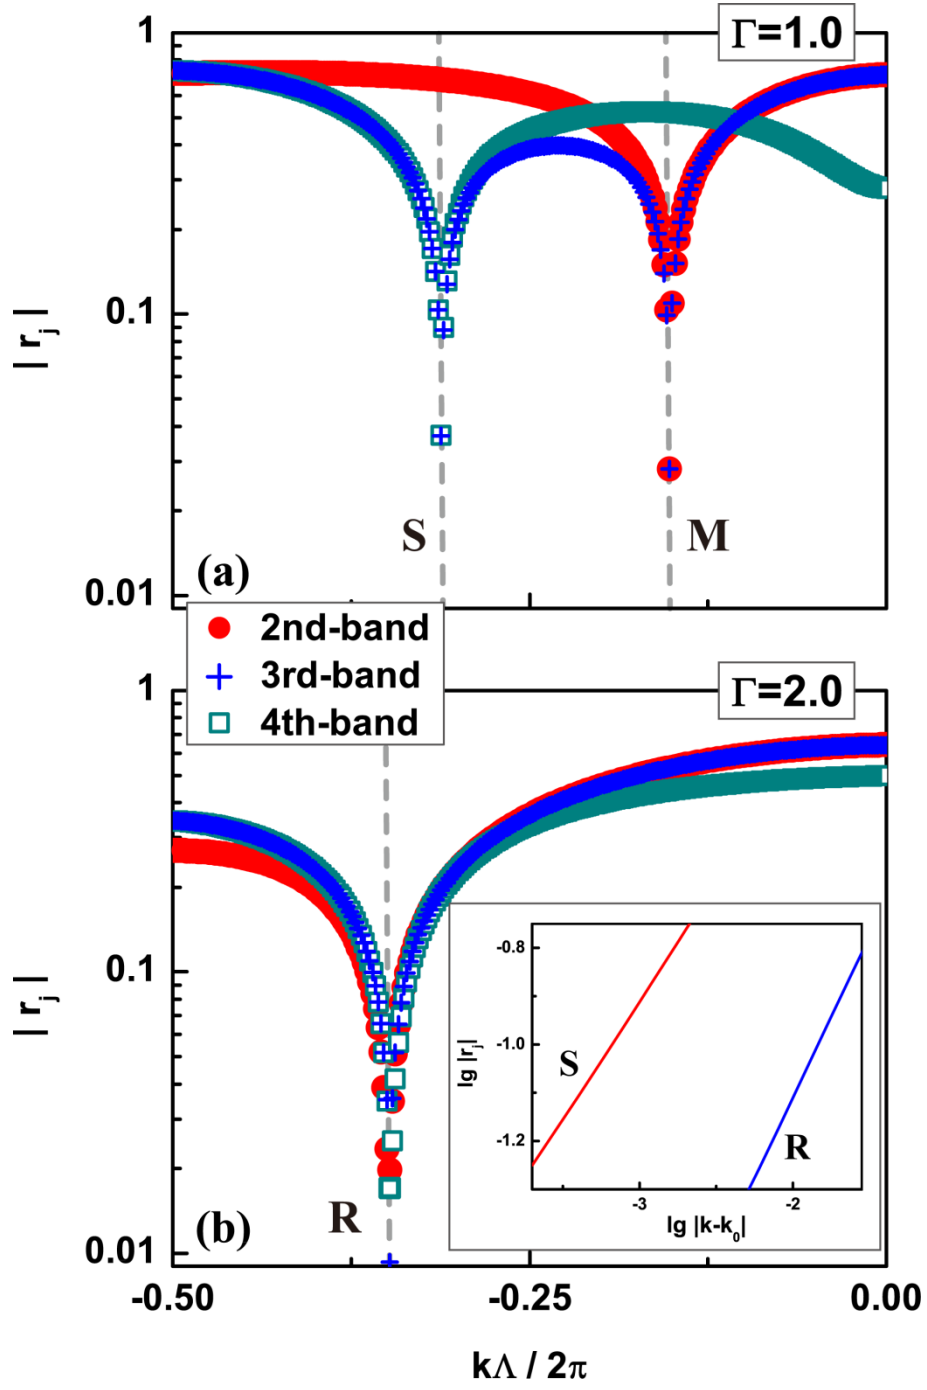 1
Γ=1.0
0.1
| r_j |
S
M
(a)
0.01
2nd-band
3rd-band
4th-band
1
Γ=2.0
0.1
| r_j |
-0.8
-1.0
-1.2
lg |r_j|
S
R
-3
-2
lg |k-k_0|
R
(b)
0.01
-0.50
-0.25
0.00
kΛ / 2π